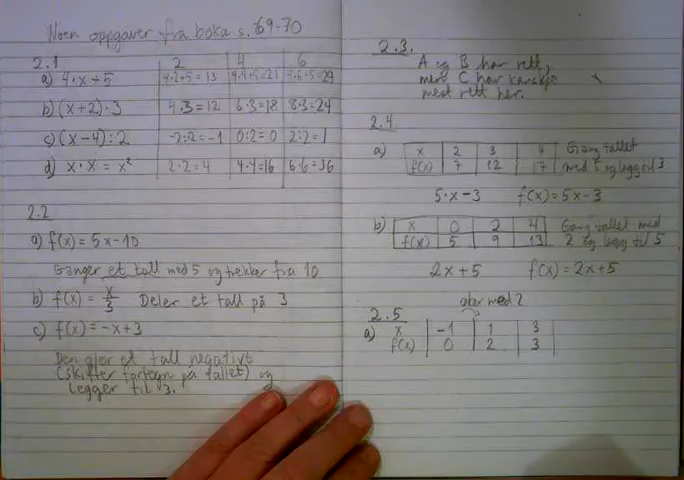 Noen oppgaver fra boka s. 69-70
2.1 2 4 6
a) 4·x+5 4·2+5=13 4·4+5=21 4·6+5=29
b) (x+2)·3 4·3=12 6·3=18 8·3=24
c) (x-4):2 -2:2=-1 0:2=0 2:2=1
d) x·x=x² 2·2=4 4·4=16 6·6=36
2.2
a) f(x)=5x-10
Ganger et tall med 5 og trekker fra 10
b) f(x)=x/3 Deler et tall på 3
c) f(x)=-x+3
Den gjør et tall negativt
(skifter fortegn på tallet) og
legger til 3.
2.3.
A og B har rett,
men C har kanskje
mest rett her.
2.4
a) x 2 3 4 Gang tallet
f(x) 7 12 17 med 5 og legg til 3
5·x-3 f(x)=5x-3
b) x 0 2 4 Gang tallet med
f(x) 5 9 13 2 og legg til 5
2x+5 f(x)=2x+5
øker med 2
2.5
a) x -1 1 3
f(x) 0 2 3